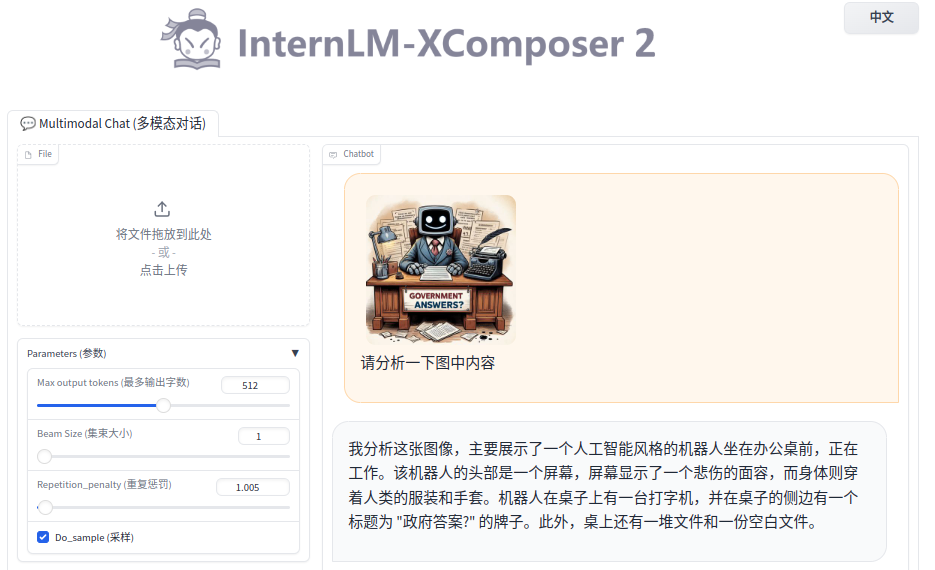 InternLM-XComposer 2
中文
Multimodal Chat (多模态对话)
File
将文件拖放到此处
- 或 -
点击上传
Parameters (参数)
Max output tokens (最多输出字数)
512
Beam Size (集束大小)
1
Repetition_penalty (重复惩罚)
1.005
Do_sample (采样)
Chatbot
GOVERNMENT
ANSWERS?
请分析一下图中内容
我分析这张图像，主要展示了一个人工智能风格的机器人坐在办公桌前，正在
工作。该机器人的头部是一个屏幕，屏幕显示了一个悲伤的面容，而身体则穿
着人类的服装和手套。机器人在桌子上有一台打字机，并在桌子的侧边有一个
标题为 "政府答案?" 的牌子。此外，桌上还有一堆文件和一份空白文件。